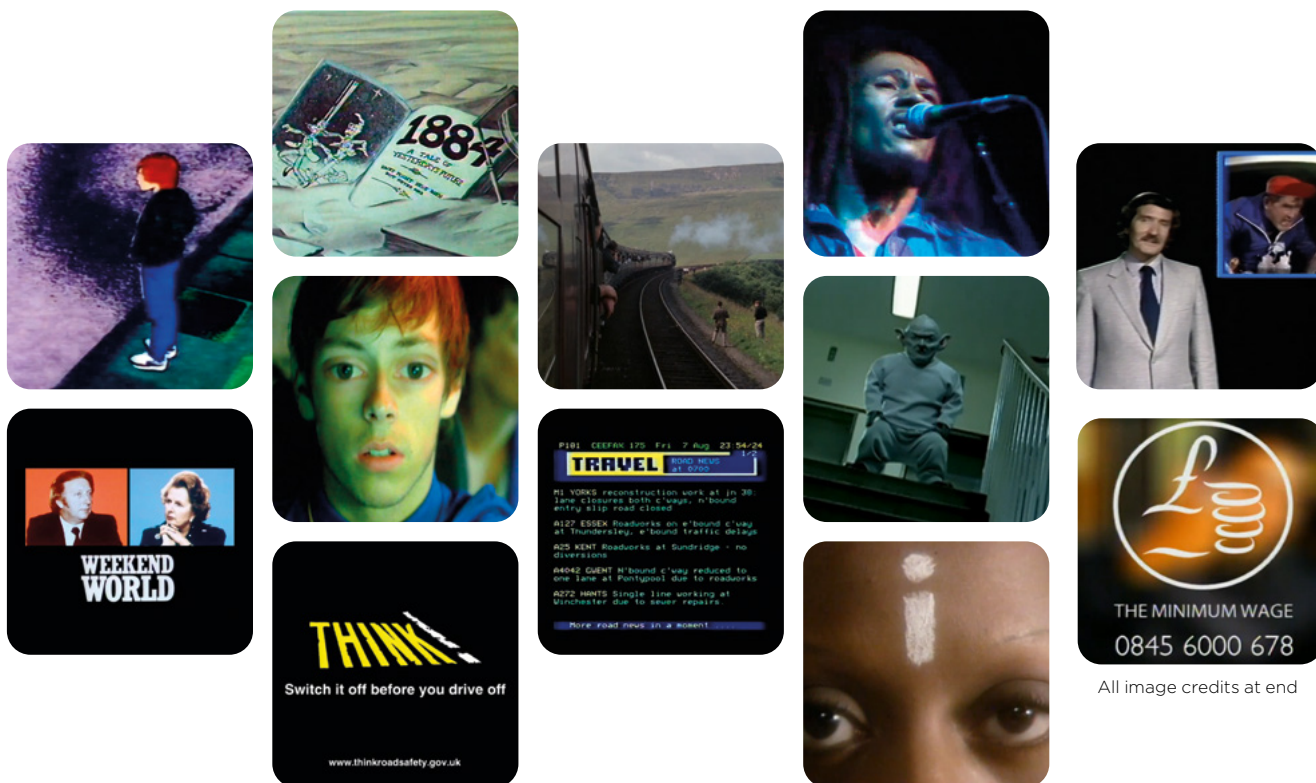 1884
A TALE OF
YESTERDAY'S FUTURE
WEEKEND
WORLD
THINK!
Switch it off before you drive off
www.thinkroadsafety.gov.uk
P101 CEEFAX 175 Fri 7 Aug 23:54/24
1/2
TRAVEL ROAD NEWS
at 0700
M1 YORKS reconstruction work at jn 38:
lane closures both c'ways, n'bound
entry slip road closed
A127 ESSEX Roadworks on e'bound c'way
at Thundersley, e'bound traffic delays
A25 KENT Roadworks at Sundridge - no
diversions
A4042 GWENT N'bound c'way reduced to
one lane at Pontypool due to roadworks
A272 HANTS Single line working at
Winchester due to sewer repairs.
More road news in a moment ....
i
£
THE MINIMUM WAGE
0845 6000 678
All image credits at end